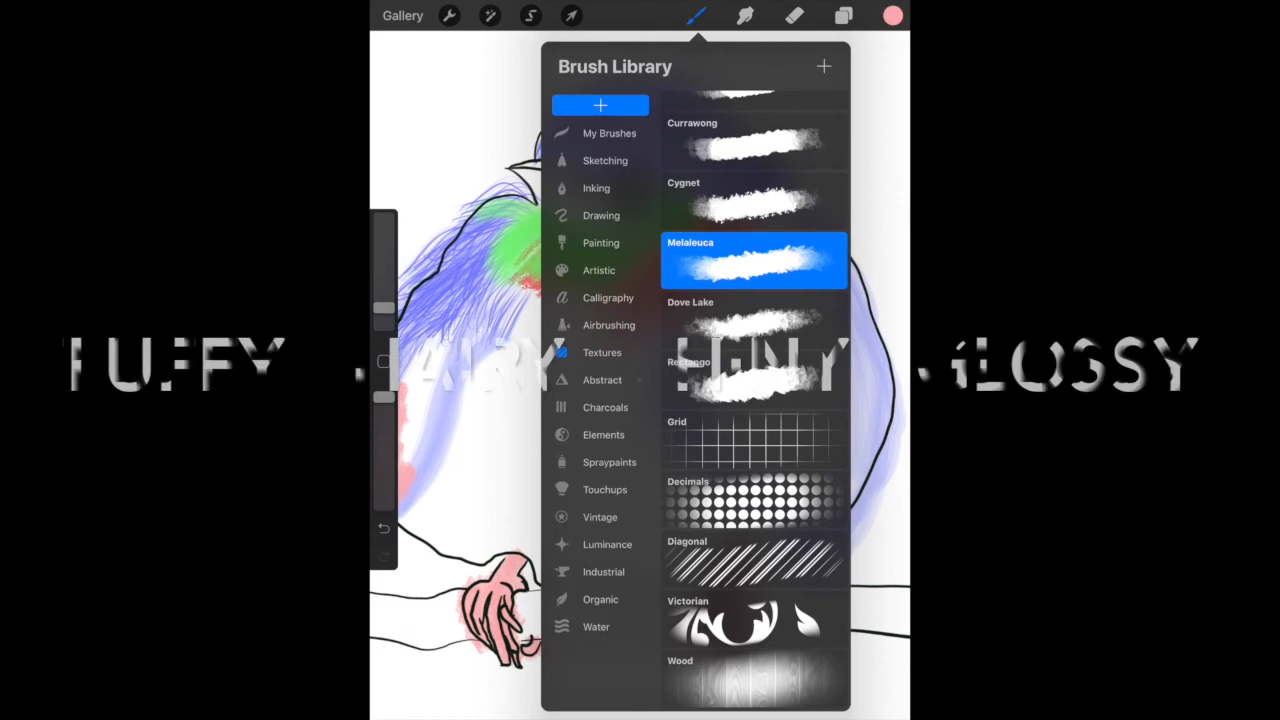 Gallery
Brush Library
My Brushes
Sketching
Inking
Drawing
Painting
Artistic
Calligraphy
Airbrushing
Textures
Abstract
Charcoals
Elements
Spraypaints
Touchups
Vintage
Luminance
Industrial
Organic
Water
Currawong
Cygnet
Melaleuca
Dove Lake
Rectango
Grid
Decimals
Diagonal
Victorian
Wood
GLOSSY